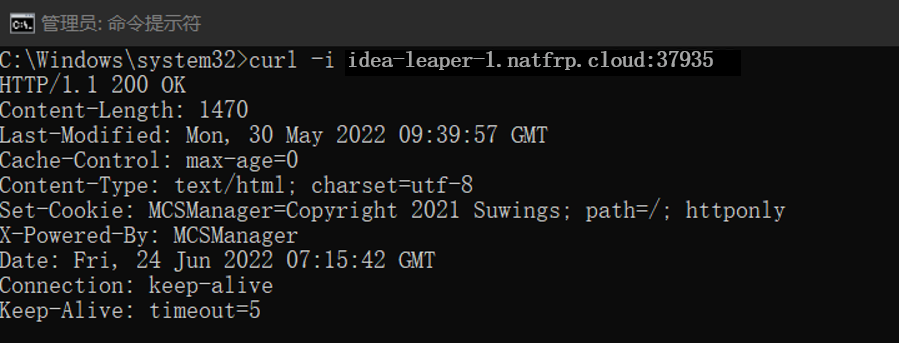 管理员: 命令提示符
C:\Windows\system32>curl -i idea-leaper-1.natfrp.cloud:37935
HTTP/1.1 200 OK
Content-Length: 1470
Last-Modified: Mon, 30 May 2022 09:39:57 GMT
Cache-Control: max-age=0
Content-Type: text/html; charset=utf-8
Set-Cookie: MCSManager=Copyright 2021 Suwings; path=/; httponly
X-Powered-By: MCSManager
Date: Fri, 24 Jun 2022 07:15:42 GMT
Connection: keep-alive
Keep-Alive: timeout=5